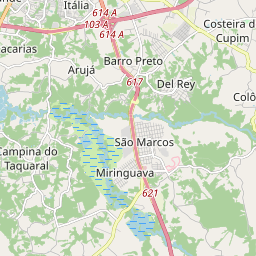 Itália
614 A
103 A
614 A
Costeira d
Cupim
acarias
Barro Preto
Arujá
617
Del Rey
Colô
São Marcos
Campina do
Taquaral
Miringuava
621